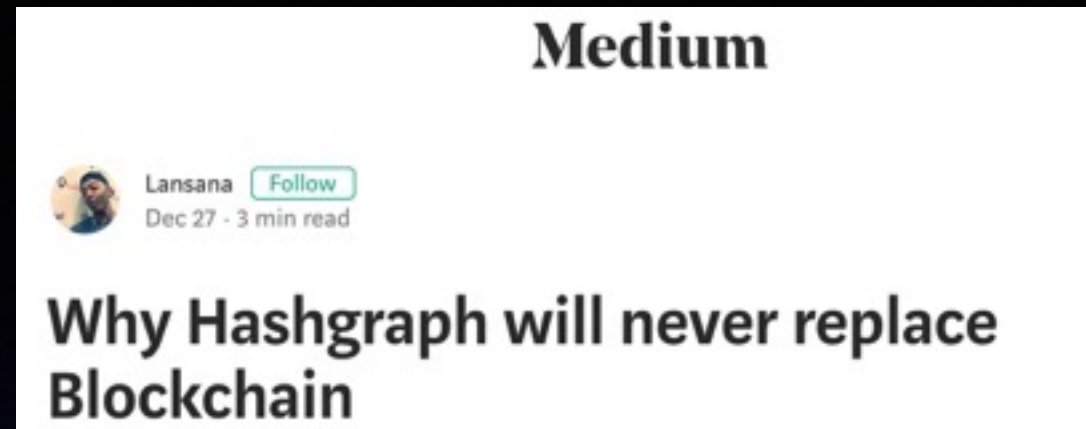 Medium
Lansana Follow
Dec 27 · 3 min read
Why Hashgraph will never replace
Blockchain